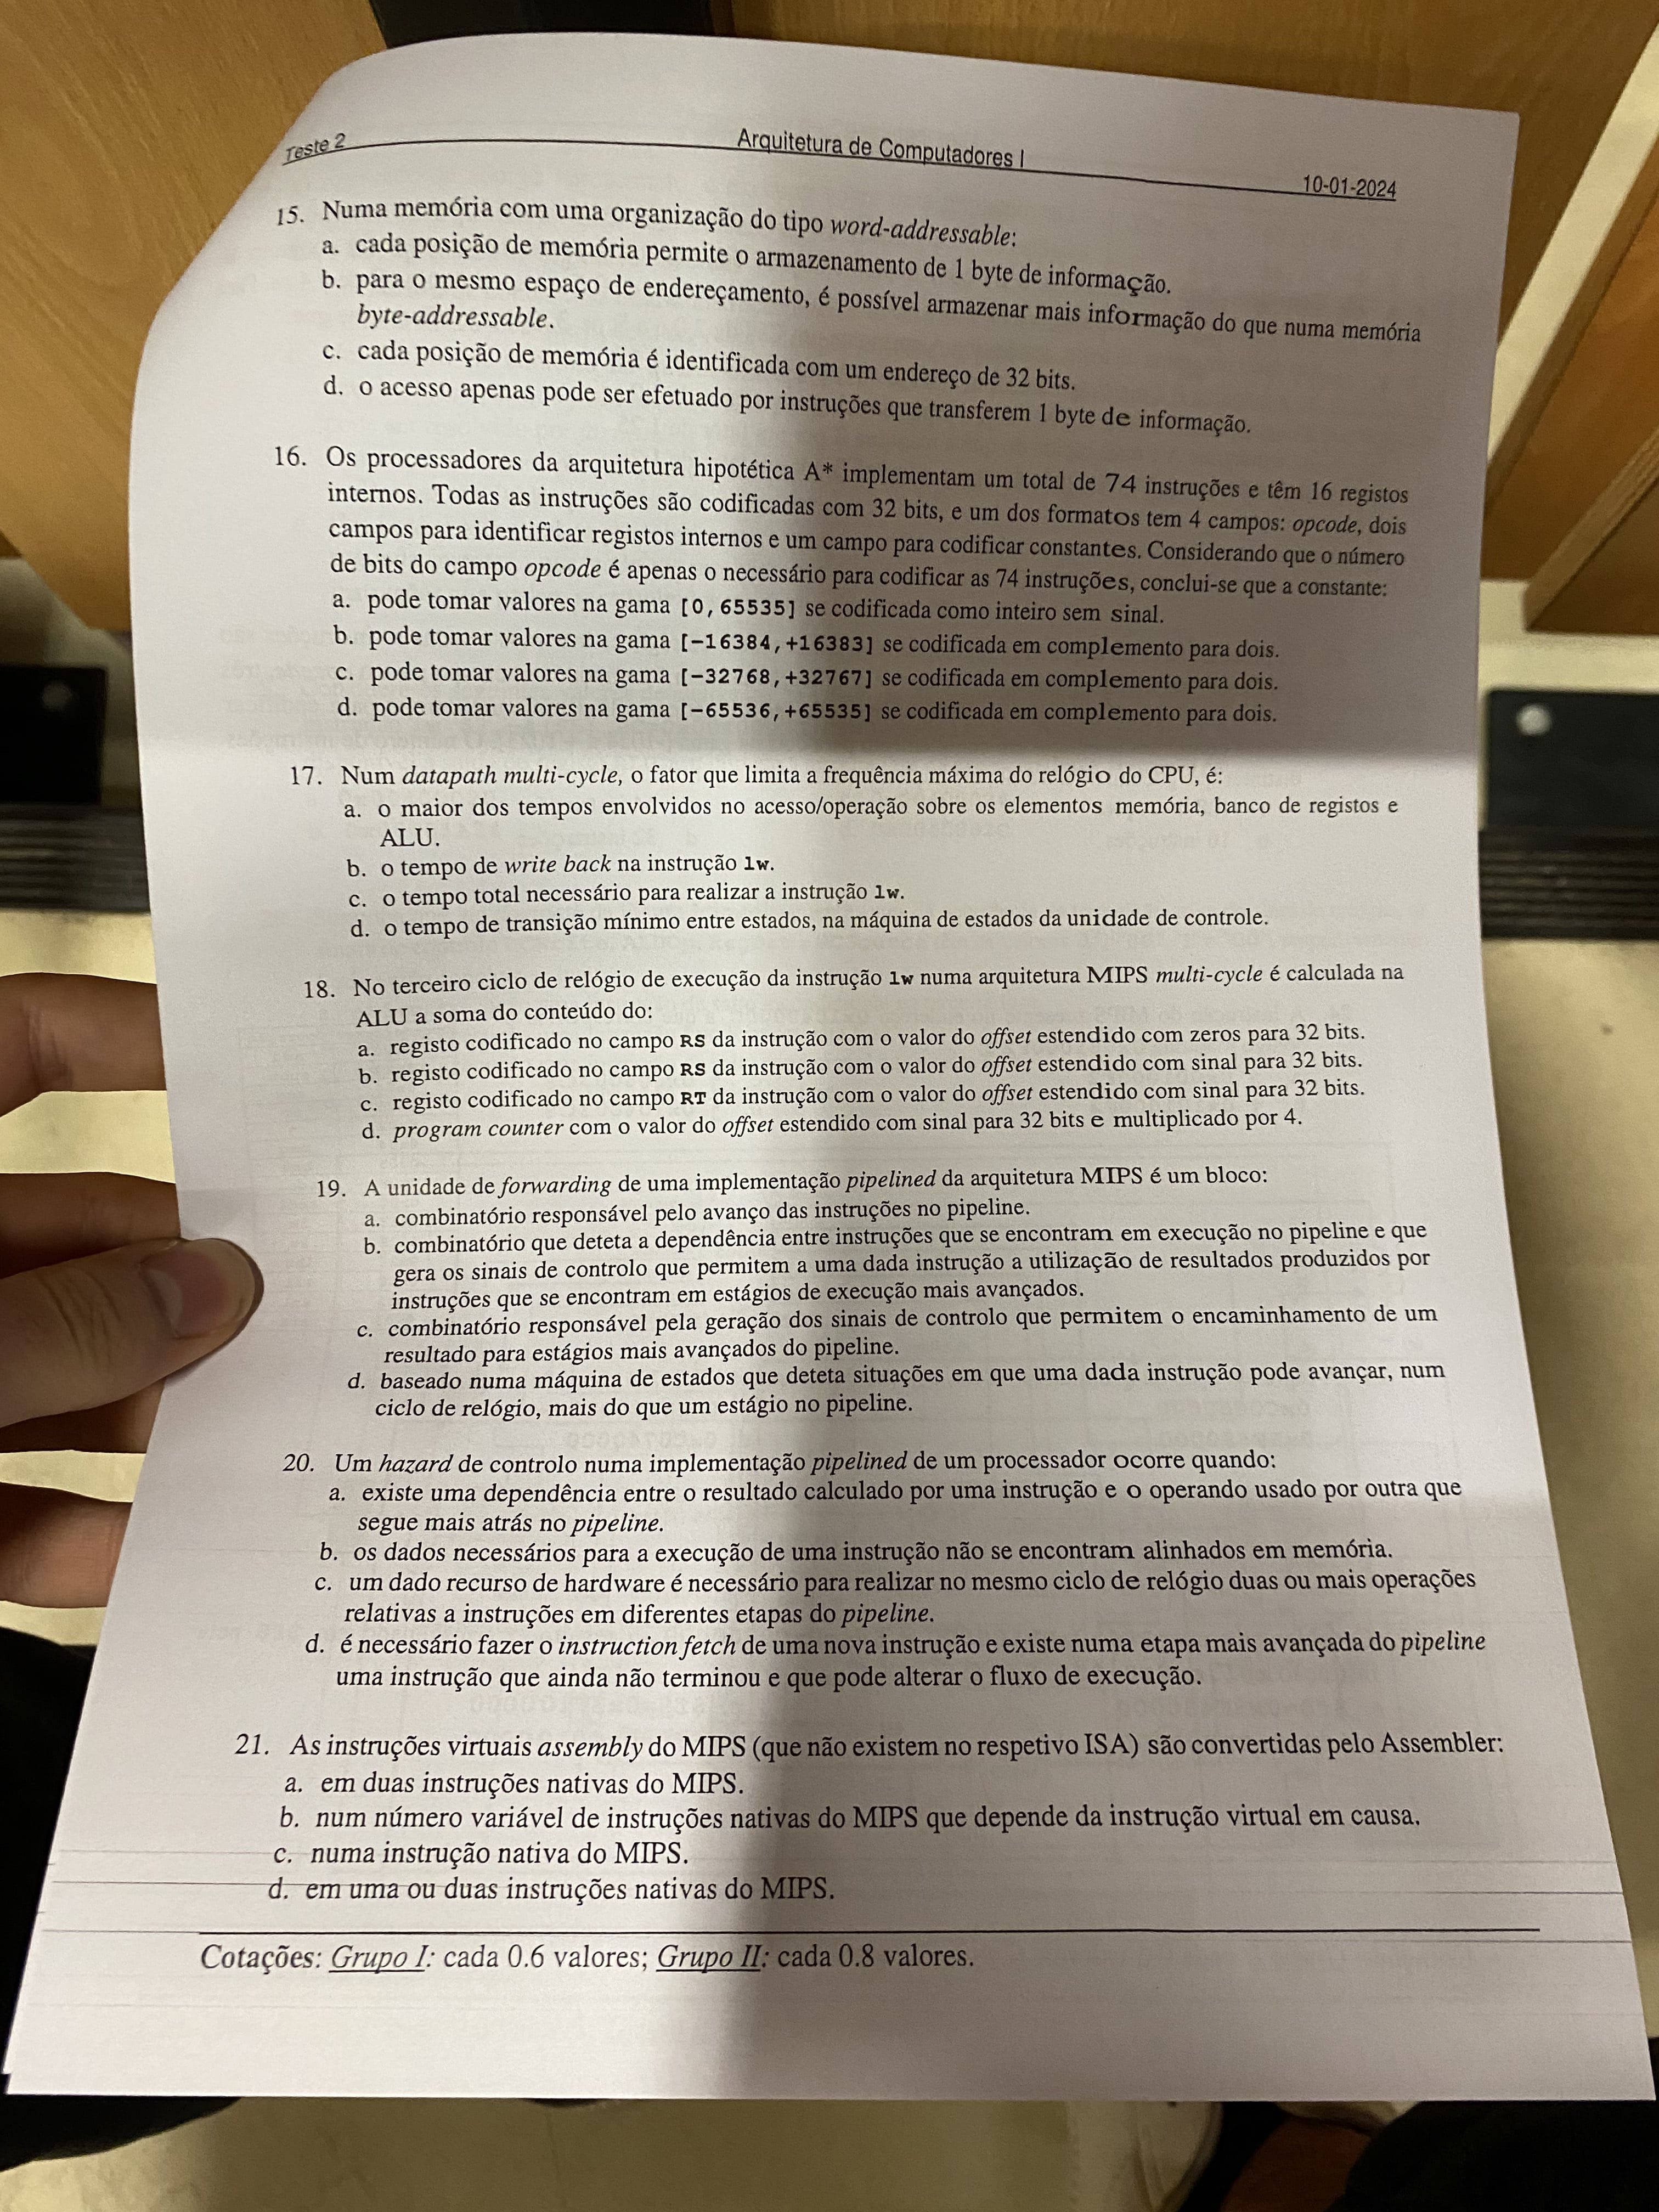 Teste 2 Arquitetura de Computadores I 10-01-2024
15. Numa memória com uma organização do tipo word-addressable:
a. cada posição de memória permite o armazenamento de 1 byte de informação.
b. para o mesmo espaço de endereçamento, é possível armazenar mais informação do que numa memória
byte-addressable.
c. cada posição de memória é identificada com um endereço de 32 bits.
d. o acesso apenas pode ser efetuado por instruções que transferem 1 byte de informação.
16. Os processadores da arquitetura hipotética A* implementam um total de 74 instruções e têm 16 registos
internos. Todas as instruções são codificadas com 32 bits, e um dos formatos tem 4 campos: opcode, dois
campos para identificar registos internos e um campo para codificar constantes. Considerando que o número
de bits do campo opcode é apenas o necessário para codificar as 74 instruções, conclui-se que a constante:
a. pode tomar valores na gama [0, 65535] se codificada como inteiro sem sinal.
b. pode tomar valores na gama [-16384, +16383] se codificada em complemento para dois.
c. pode tomar valores na gama [-32768, +32767] se codificada em complemento para dois.
d. pode tomar valores na gama [-65536, +65535] se codificada em complemento para dois.
17. Num datapath multi-cycle, o fator que limita a frequência máxima do relógio do CPU, é:
a. o maior dos tempos envolvidos no acesso/operação sobre os elementos memória, banco de registos e
ALU.
b. o tempo de write back na instrução lw.
c. o tempo total necessário para realizar a instrução lw.
d. o tempo de transição mínimo entre estados, na máquina de estados da unidade de controle.
18. No terceiro ciclo de relógio de execução da instrução lw numa arquitetura MIPS multi-cycle é calculada na
ALU a soma do conteúdo do:
a. registo codificado no campo RS da instrução com o valor do offset estendido com zeros para 32 bits.
b. registo codificado no campo RS da instrução com o valor do offset estendido com sinal para 32 bits.
c. registo codificado no campo RT da instrução com o valor do offset estendido com sinal para 32 bits.
d. program counter com o valor do offset estendido com sinal para 32 bits e multiplicado por 4.
19. A unidade de forwarding de uma implementação pipelined da arquitetura MIPS é um bloco:
a. combinatório responsável pelo avanço das instruções no pipeline.
b. combinatório que deteta a dependência entre instruções que se encontram em execução no pipeline e que
gera os sinais de controlo que permitem a uma dada instrução a utilização de resultados produzidos por
instruções que se encontram em estágios de execução mais avançados.
c. combinatório responsável pela geração dos sinais de controlo que permitem o encaminhamento de um
resultado para estágios mais avançados do pipeline.
d. baseado numa máquina de estados que deteta situações em que uma dada instrução pode avançar, num
ciclo de relógio, mais do que um estágio no pipeline.
20. Um hazard de controlo numa implementação pipelined de um processador ocorre quando:
a. existe uma dependência entre o resultado calculado por uma instrução e o operando usado por outra que
segue mais atrás no pipeline.
b. os dados necessários para a execução de uma instrução não se encontram alinhados em memória.
c. um dado recurso de hardware é necessário para realizar no mesmo ciclo de relógio duas ou mais operações
relativas a instruções em diferentes etapas do pipeline.
d. é necessário fazer o instruction fetch de uma nova instrução e existe numa etapa mais avançada do pipeline
uma instrução que ainda não terminou e que pode alterar o fluxo de execução.
21. As instruções virtuais assembly do MIPS (que não existem no respetivo ISA) são convertidas pelo Assembler:
a. em duas instruções nativas do MIPS.
b. num número variável de instruções nativas do MIPS que depende da instrução virtual em causa.
c. numa instrução nativa do MIPS.
d. em uma ou duas instruções nativas do MIPS.
Cotações: Grupo I: cada 0.6 valores; Grupo II: cada 0.8 valores.